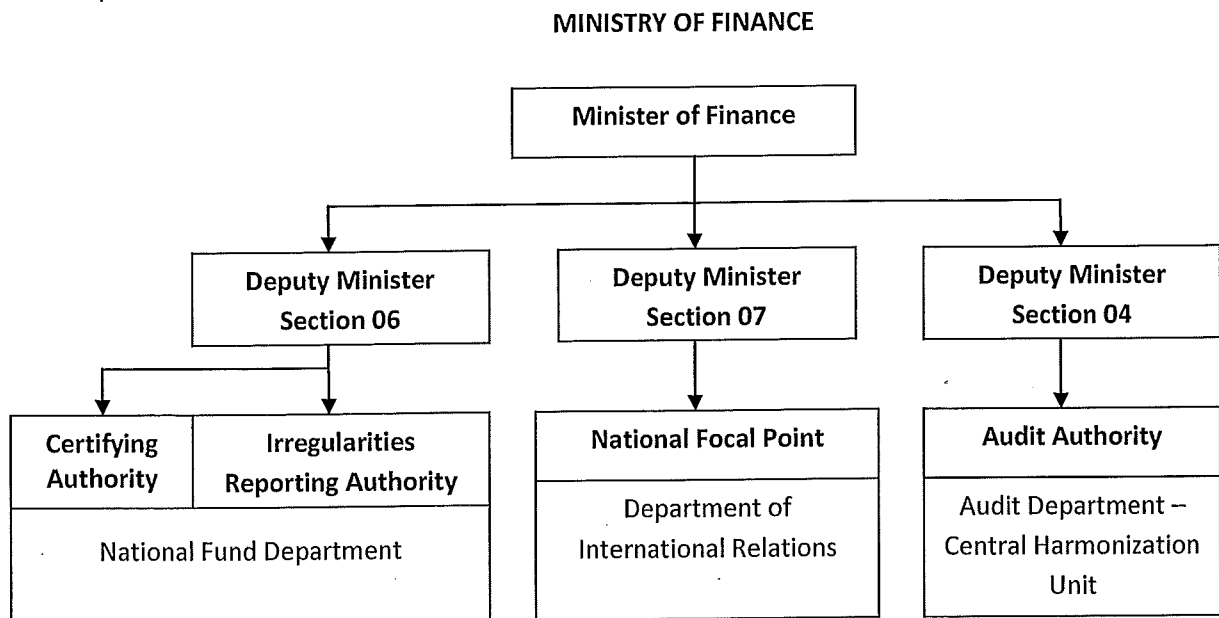 MINISTRY OF FINANCE
Minister of Finance
Deputy Minister
Section 06
Deputy Minister
Section 07
Deputy Minister
Section 04
Certifying
Authority
Irregularities
Reporting Authority
National Fund Department
National Focal Point
Department of
International Relations
Audit Authority
Audit Department –
Central Harmonization
Unit